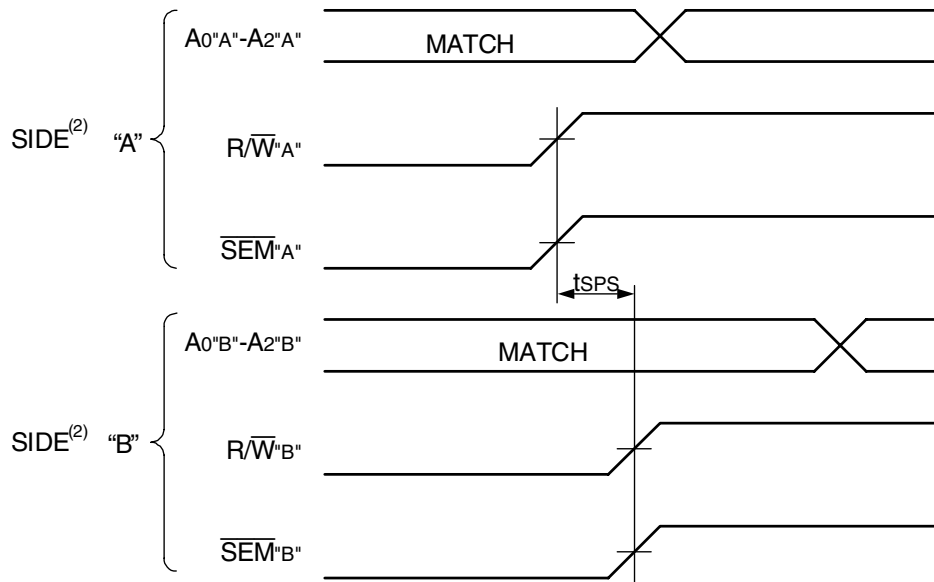 A0"A"-A2"A"
MATCH
SIDE(2) “A”
R/W"A"
SEM"A"
tSPS
A0"B"-A2"B"
MATCH
SIDE(2) “B”
R/W"B"
SEM"B"